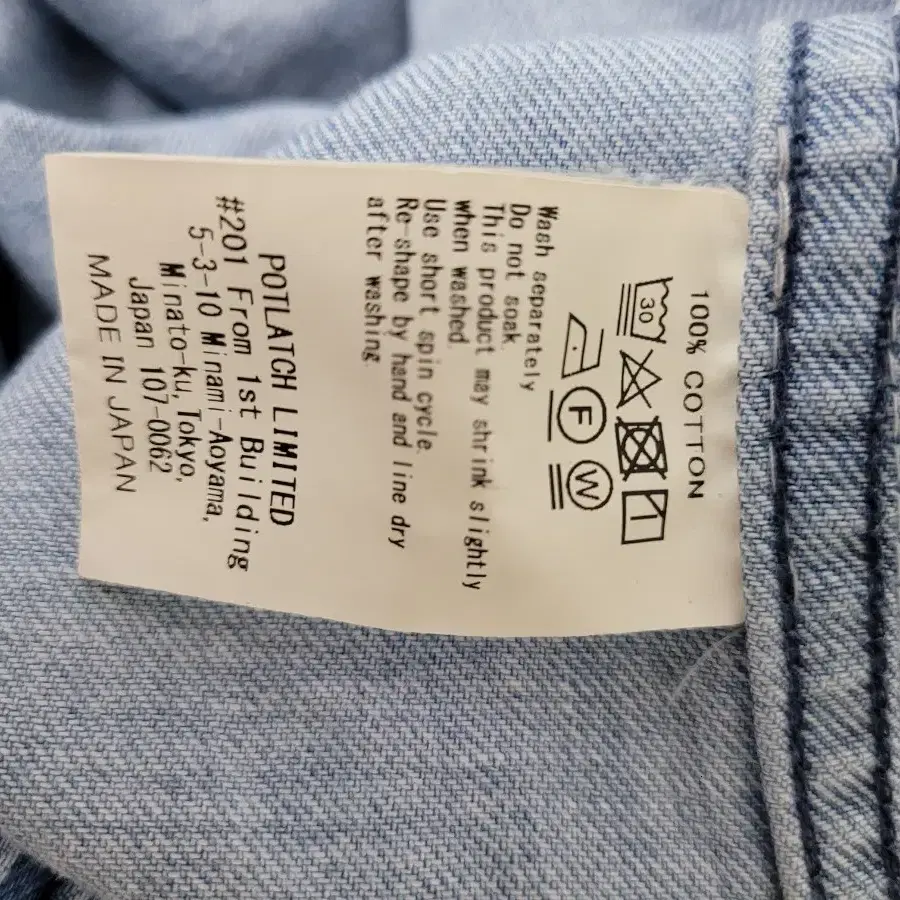 100% COTTON
30
F W
Wash separately
Do not soak
This product may shrink slightly
when washed.
Use short spin cycle.
Re-shape by hand and line dry
after washing.
POTLATCH LIMITED
#201 From 1st Building
5-3-10 Minami-Aoyama,
Minato-ku, Tokyo,
Japan 107-0062
MADE IN JAPAN